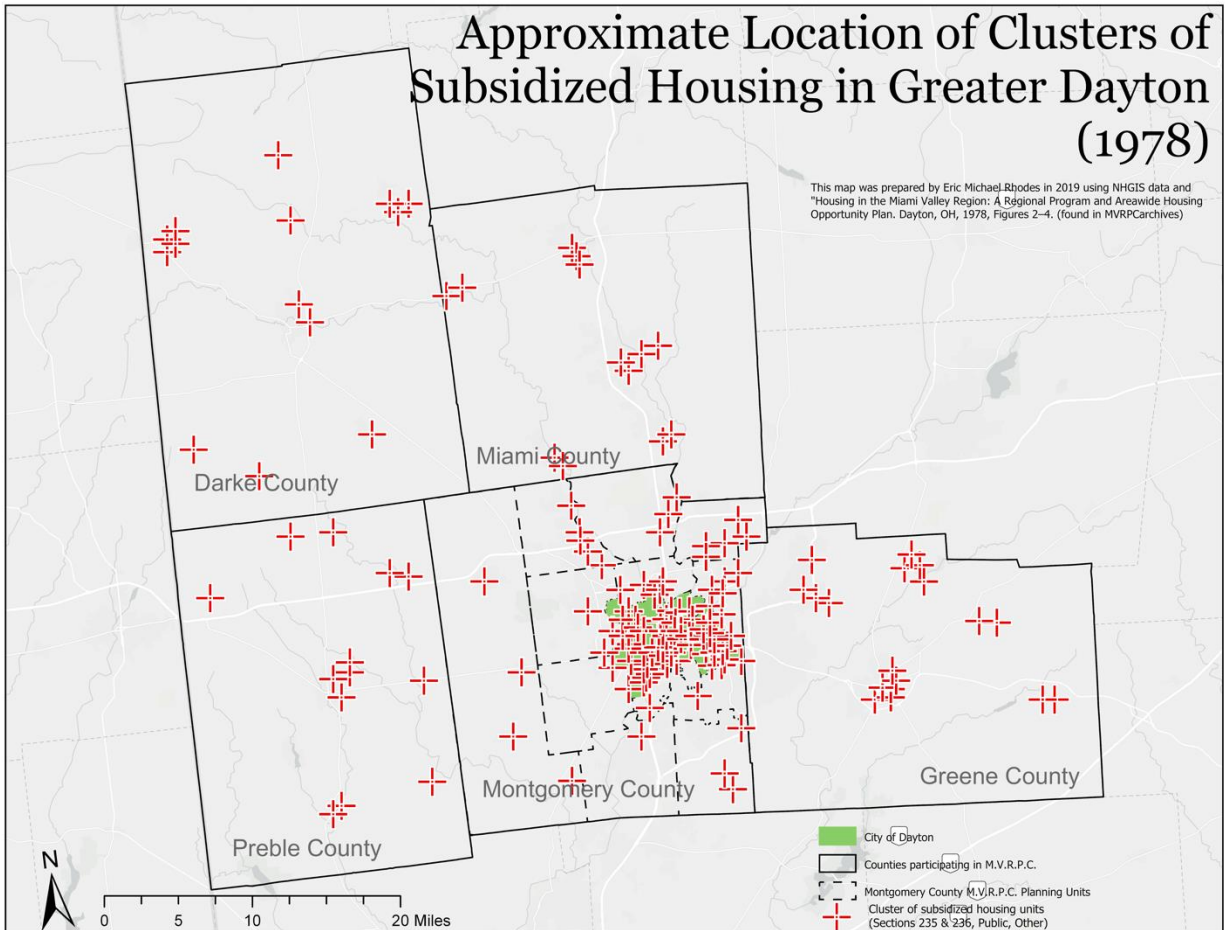 Approximate Location of Clusters of
Subsidized Housing in Greater Dayton
(1978)
This map was prepared by Eric Michael Rhodes in 2019 using NHGIS data and
"Housing in the Miami Valley Region: A Regional Program and Areawide Housing
Opportunity Plan. Dayton, OH, 1978, Figures 2–4. (found in MVRPCarchives)
Miami County
Darke County
Montgomery County
Greene County
Preble County
City of Dayton
Counties participating in M.V.R.P.C.
Montgomery County M.V.R.P.C. Planning Units
Cluster of subsidized housing units
(Sections 235 & 236, Public, Other)
N
0 5 10 20 Miles